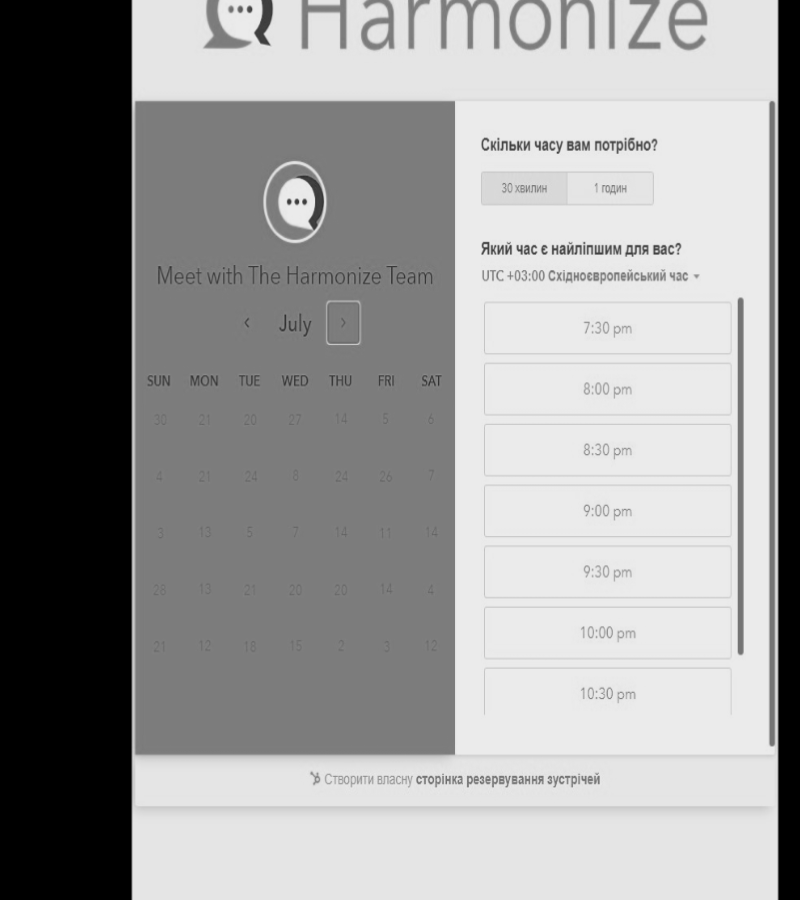 Harmonize
Meet with The Harmonize Team
July
SUN MON TUE WED THU FRI SAT
30 21 20 27 14 5 6
4 21 24 8 24 26 7
3 13 5 7 14 11 14
28 13 21 20 20 14 4
21 12 18 15 2 3 12
Скільки часу вам потрібно?
30 хвилин 1 годин
Який час є найліпшим для вас?
UTC +03:00 Східноєвропейський час
7:30 pm
8:00 pm
8:30 pm
9:00 pm
9:30 pm
10:00 pm
10:30 pm
Створити власну сторінка резервування зустрічей